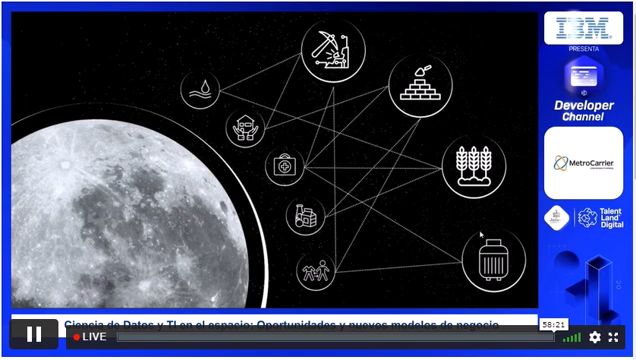 IBM
PRESENTA
Developer
Channel
MetroCarrier
Talent
Land
Digital
Ciencia de Datos y TI en el espacio: Oportunidades y nuevos modelos de negocio
58:21
LIVE